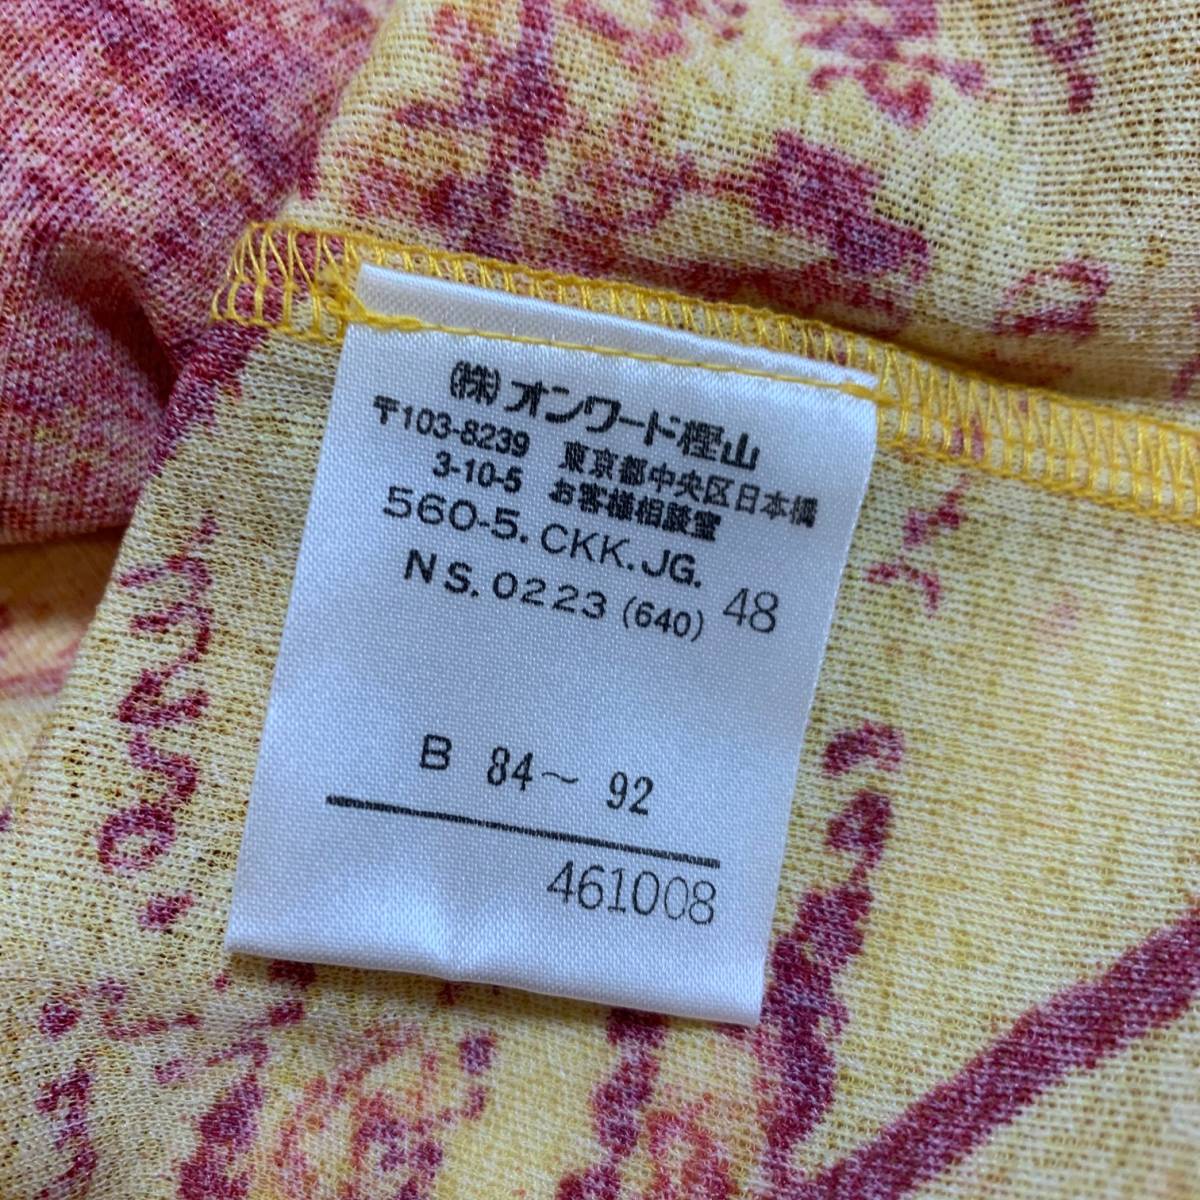 ㈱オンワード樫山
〒103-8239 東京都中央区日本橋
3-10-5 お客様相談室
560-5. CKK. JG.
NS. 0223 (640) 48
B 84～ 92
461008